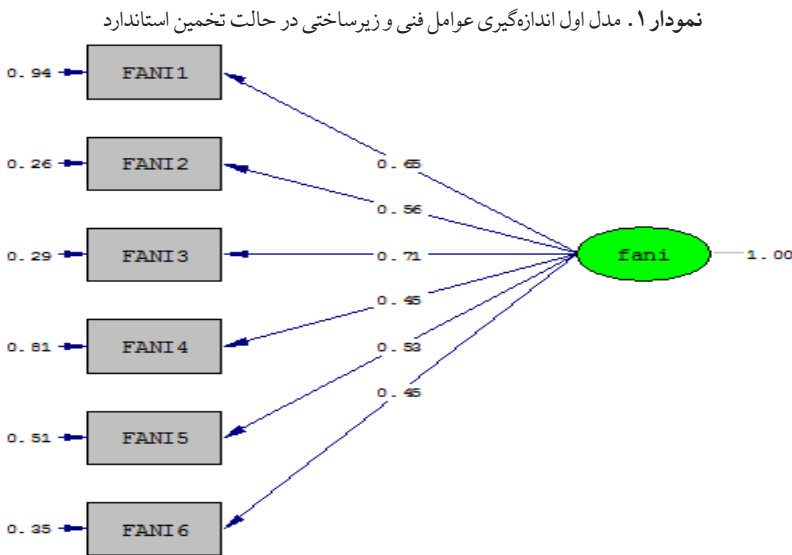 نمودار ۱. مدل اول اندازه‌گیری عوامل فنی و زیرساختی در حالت تخمین استاندارد
0.94 FANI1
0.65
0.26 FANI2
0.56
0.29 FANI3 0.71 fani 1.00
0.45
0.81 FANI4 0.53
0.45
0.51 FANI5
0.35 FANI6